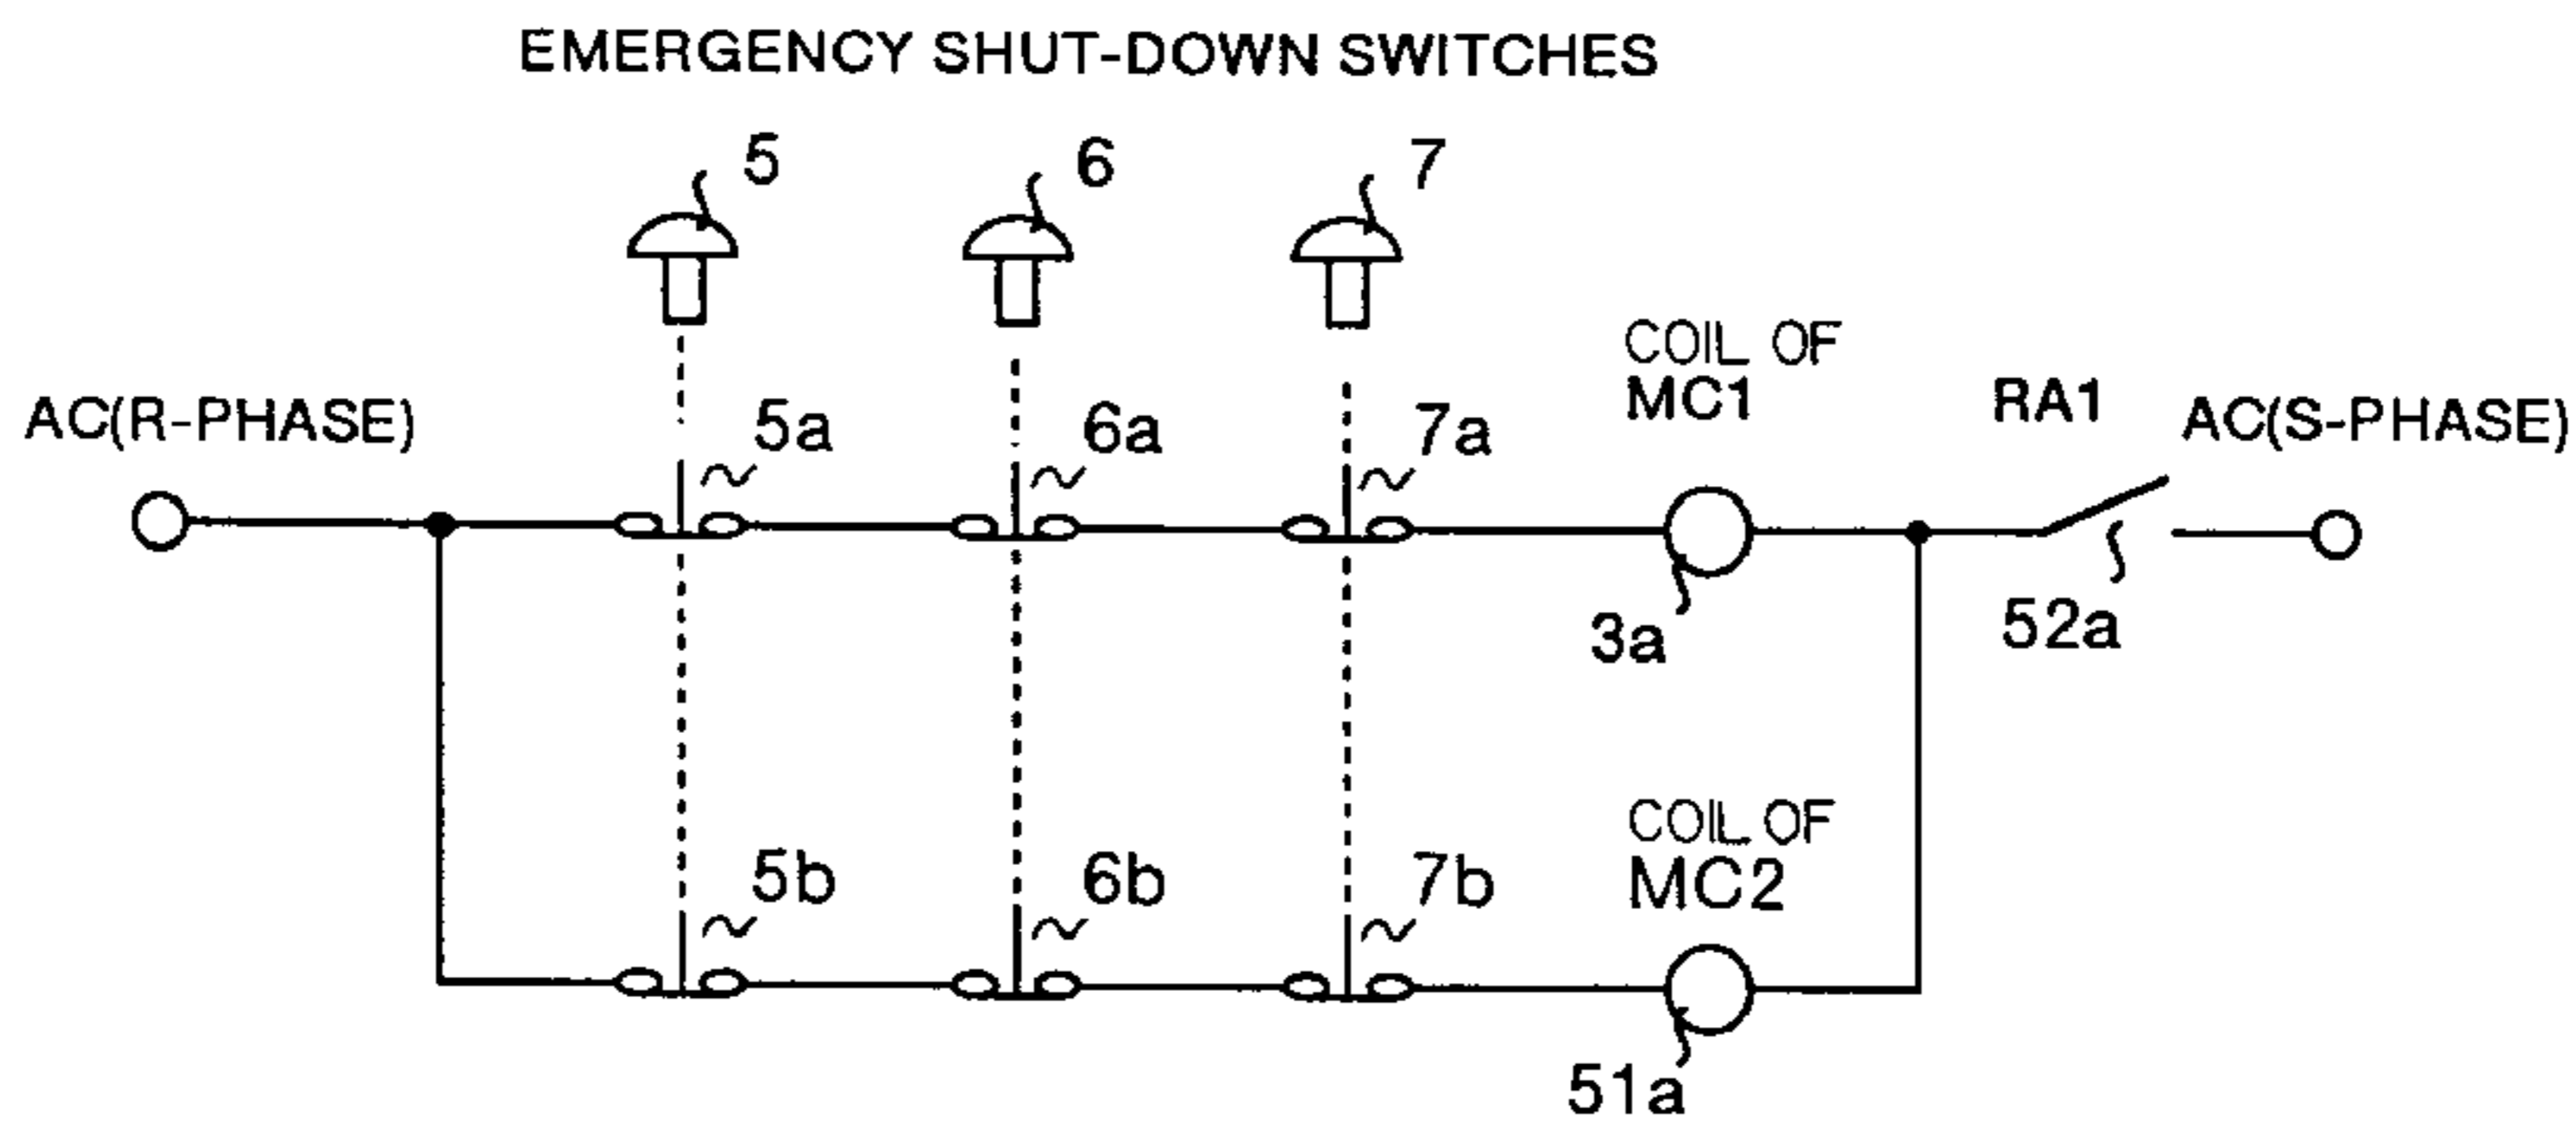 EMERGENCY SHUT-DOWN SWITCHES
5
6
7
COIL OF
MC1
RA1
AC(R-PHASE)
AC(S-PHASE)
5a
6a
7a
3a
52a
COIL OF
MC2
5b
6b
7b
51a